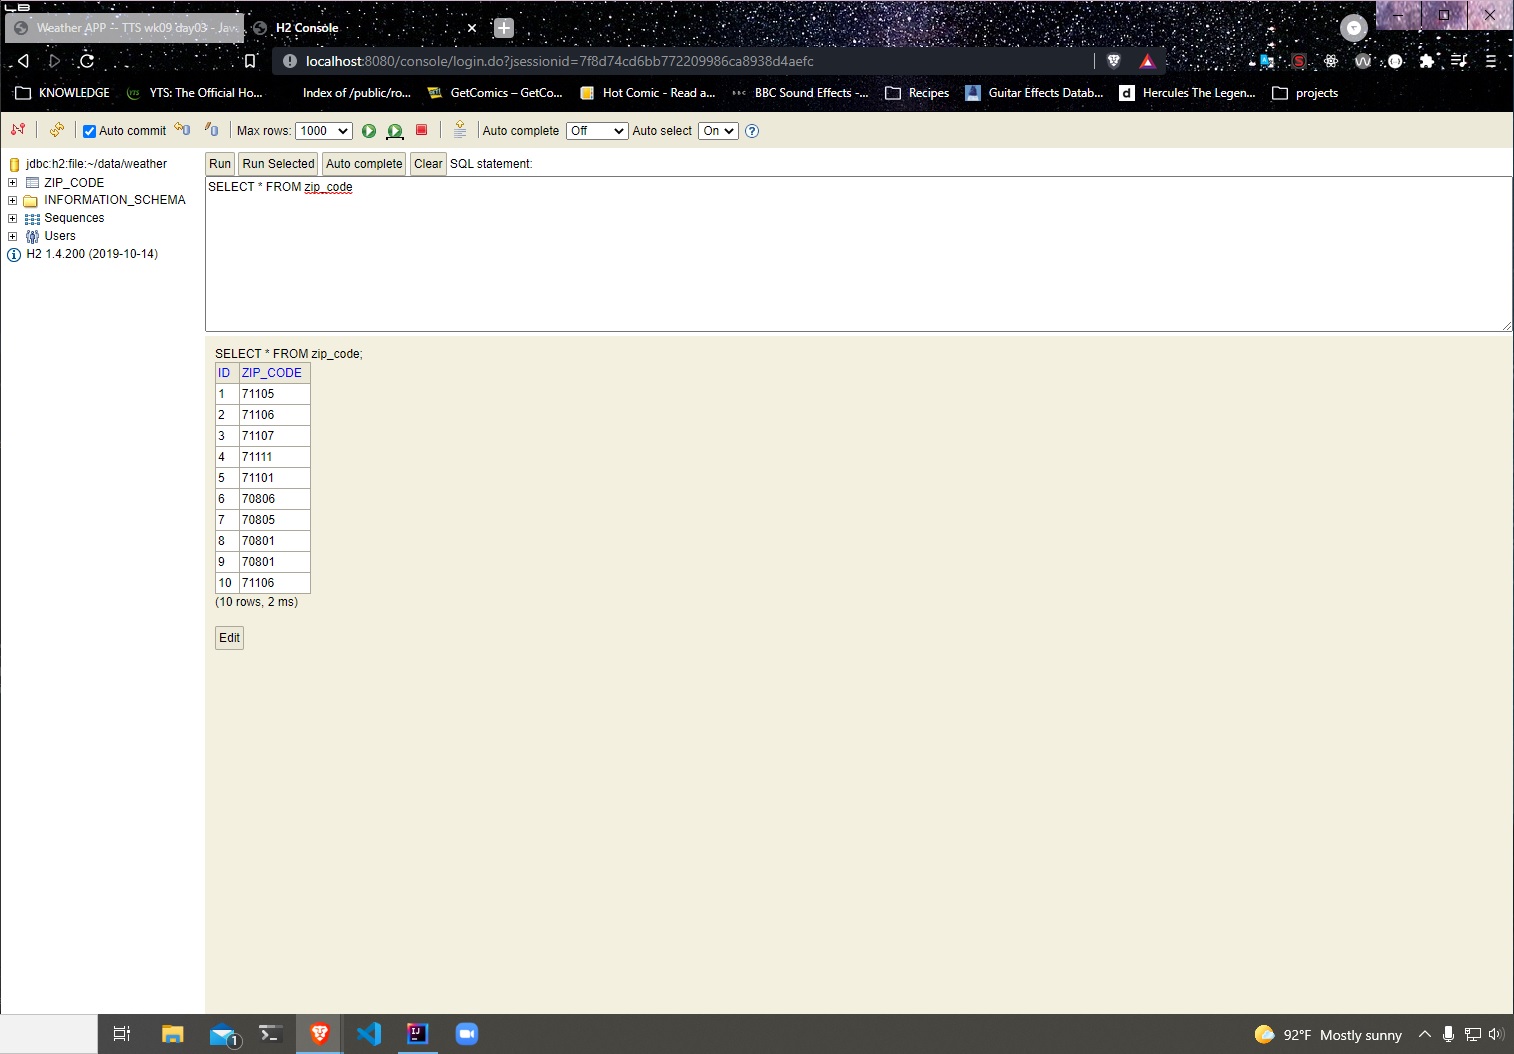 Weather APP -- TTS wk09 day03 - Java
H2 Console
localhost:8080/console/login.do?jsessionid=7f8d74cd6bb772209986ca8938d4aefc
KNOWLEDGE
YTS: The Official Ho...
Index of /public/ro...
GetComics – GetCo...
Hot Comic - Read a...
BBC Sound Effects -...
Recipes
Guitar Effects Datab...
d
Hercules The Legen...
projects
Auto commit
Max rows: 1000
Auto complete Off
Auto select On
?
jdbc:h2:file:~/data/weather
ZIP_CODE
INFORMATION_SCHEMA
Sequences
Users
H2 1.4.200 (2019-10-14)
Run Run Selected Auto complete Clear SQL statement:
SELECT * FROM zip_code
SELECT * FROM zip_code;
ID ZIP_CODE
1 71105
2 71106
3 71107
4 71111
5 71101
6 70806
7 70805
8 70801
9 70801
10 71106
(10 rows, 2 ms)
Edit
1
IJ
92°F Mostly sunny